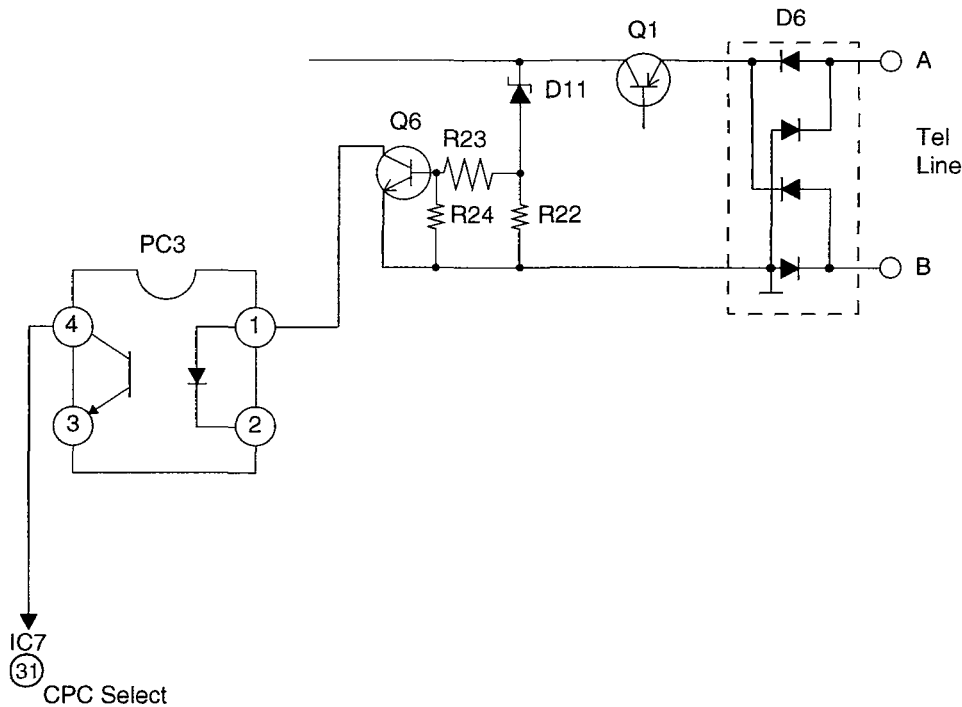 D6
Q1
A
D11
Q6
R23
Tel
Line
R24
R22
PC3
B
4
1
3
2
IC7
31
CPC Select